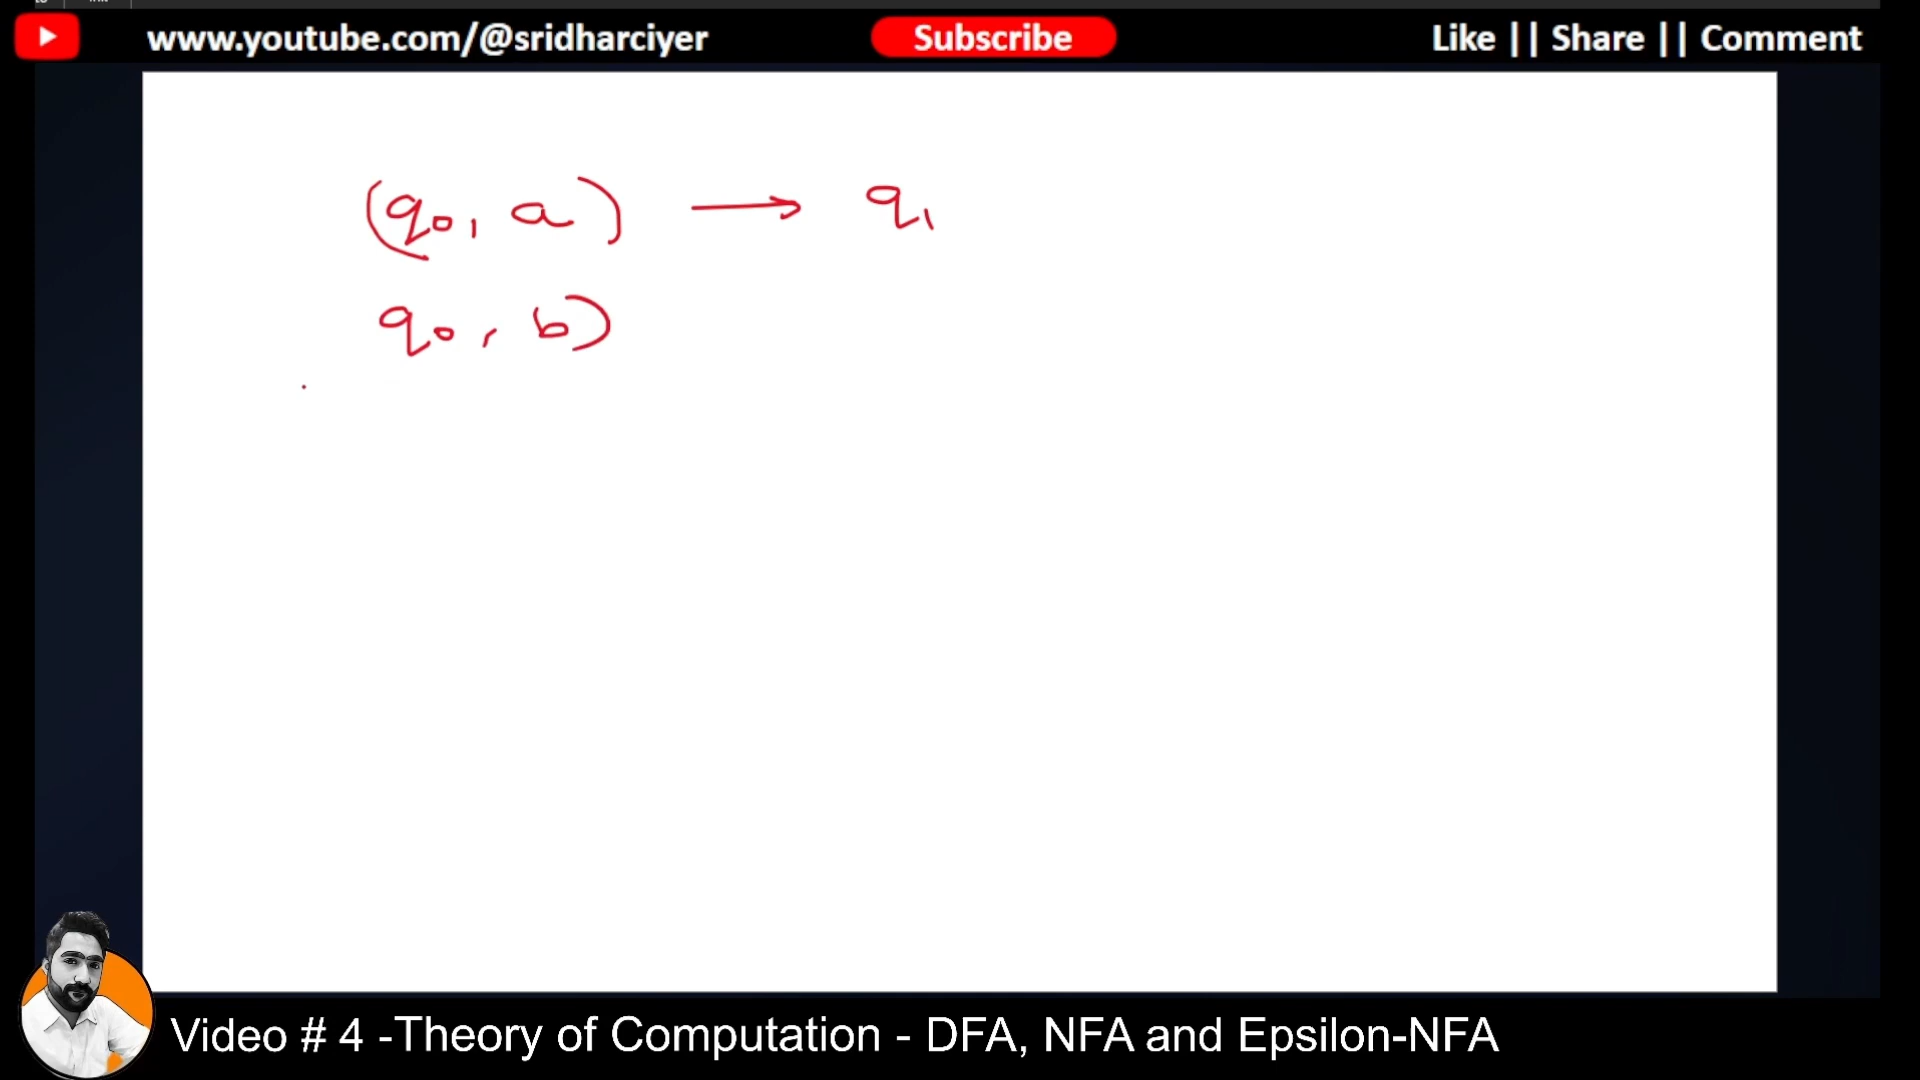 www.youtube.com/@sridharciyer
Subscribe
Like || Share || Comment
(q₀, a) → q₁
q₀, b)
Video # 4 -Theory of Computation - DFA, NFA and Epsilon-NFA